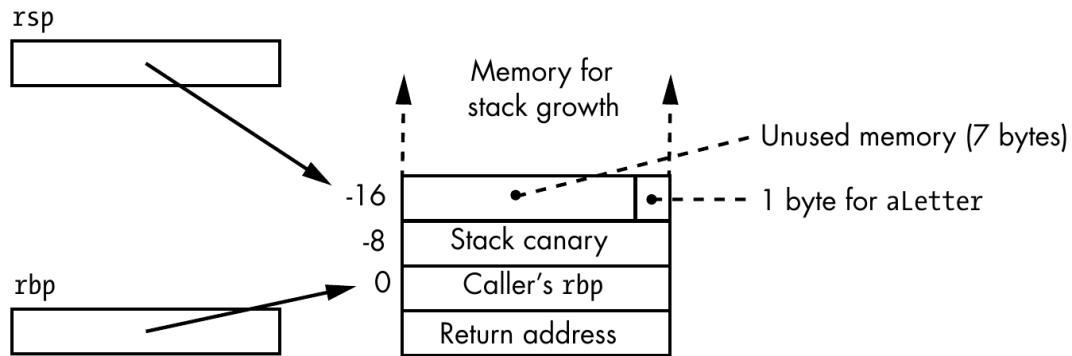 rsp
Memory for
stack growth
Unused memory (7 bytes)
-16
1 byte for aLetter
-8
Stack canary
0
Caller's rbp
rbp
Return address